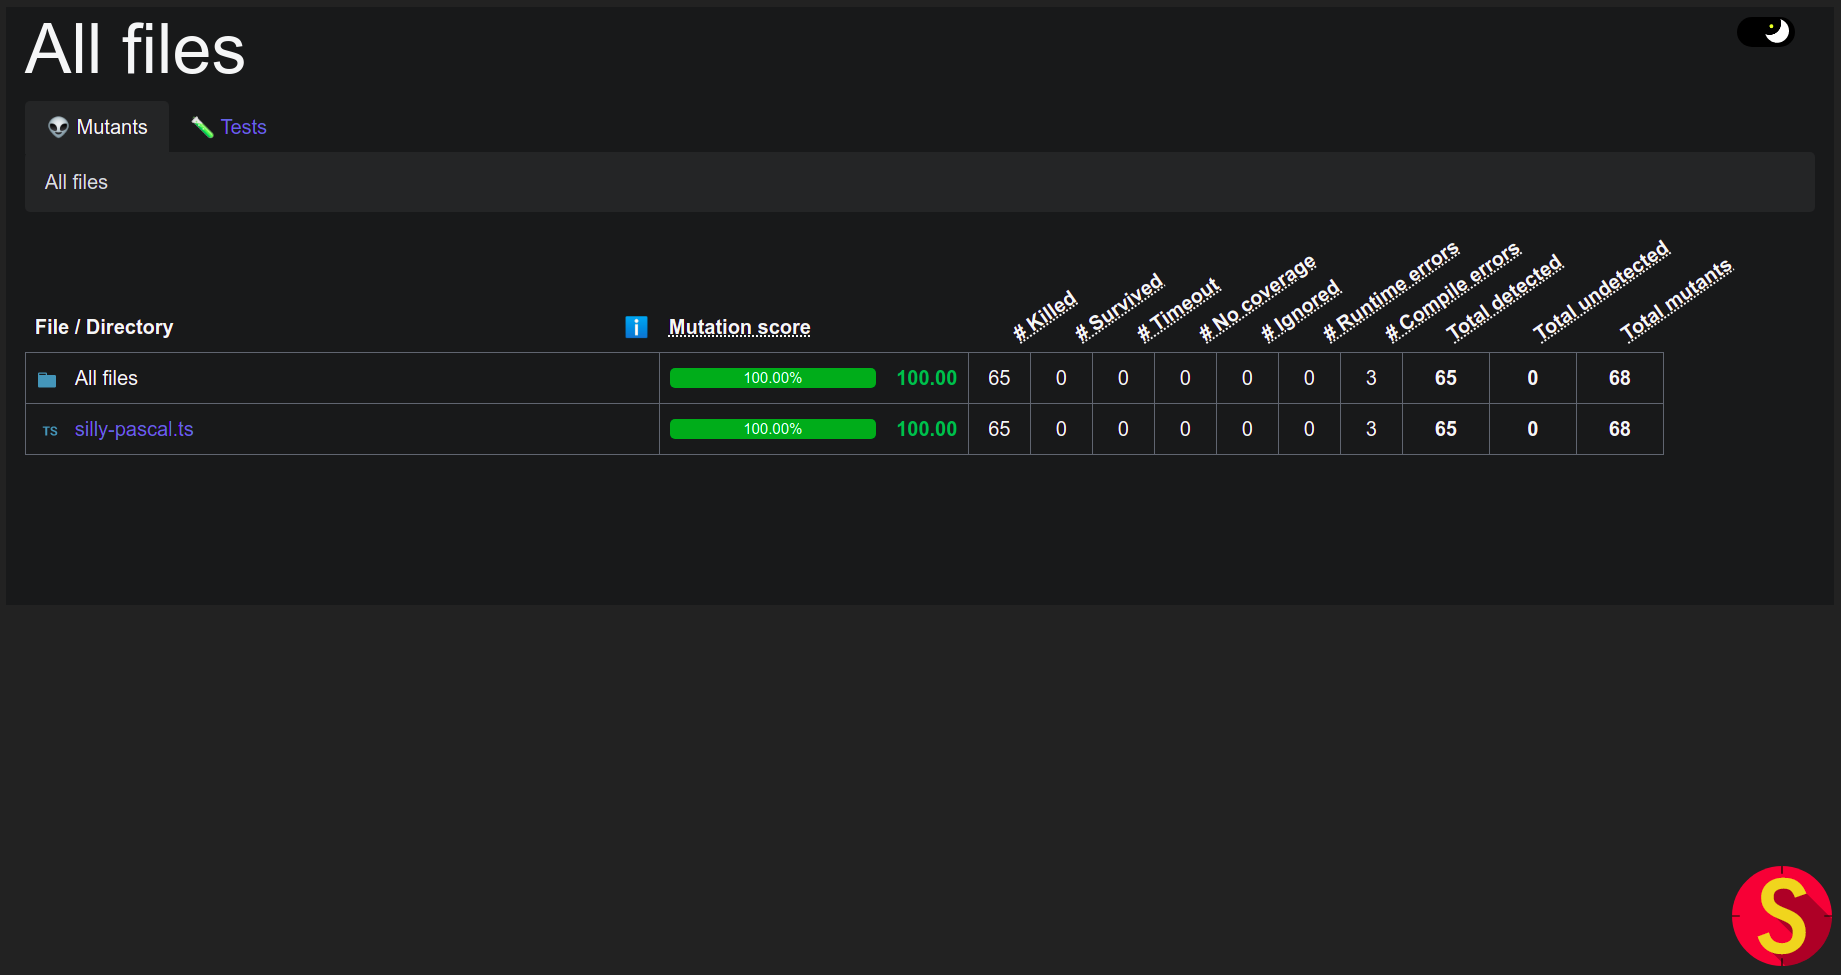 All files
Mutants Tests
All files
File / Directory Mutation score # Killed # Survived # Timeout # No coverage # Ignored # Runtime errors # Compile errors Total detected Total undetected Total mutants
All files 100.00% 100.00 65 0 0 0 0 0 3 65 0 68
TS silly-pascal.ts 100.00% 100.00 65 0 0 0 0 0 3 65 0 68
S